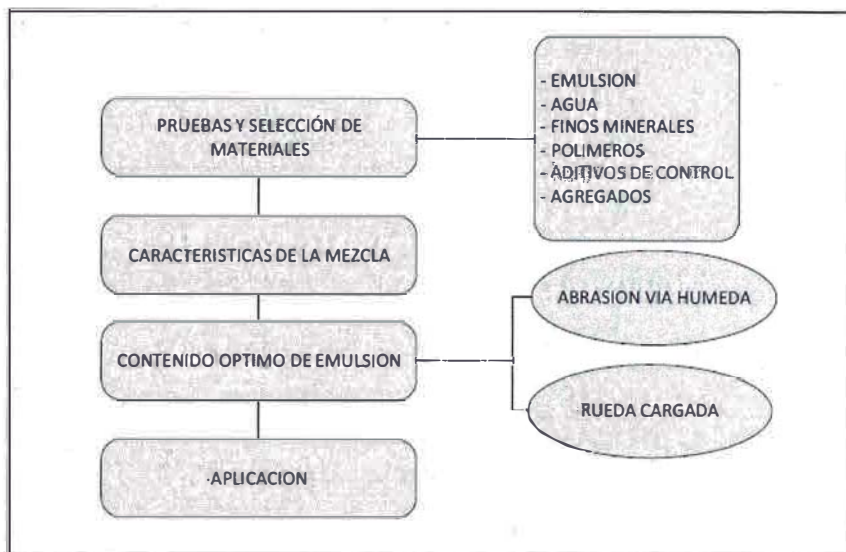 PRUEBAS Y SELECCIÓN DE
MATERIALES
- EMULSION
- AGUA
- FINOS MINERALES
- POLIMEROS
- ADITIVOS DE CONTROL
- AGREGADOS
CARACTERISTICAS DE LA MEZCLA
CONTENIDO OPTIMO DE EMULSION
ABRASION VIA HUMEDA
RUEDA CARGADA
APLICACION